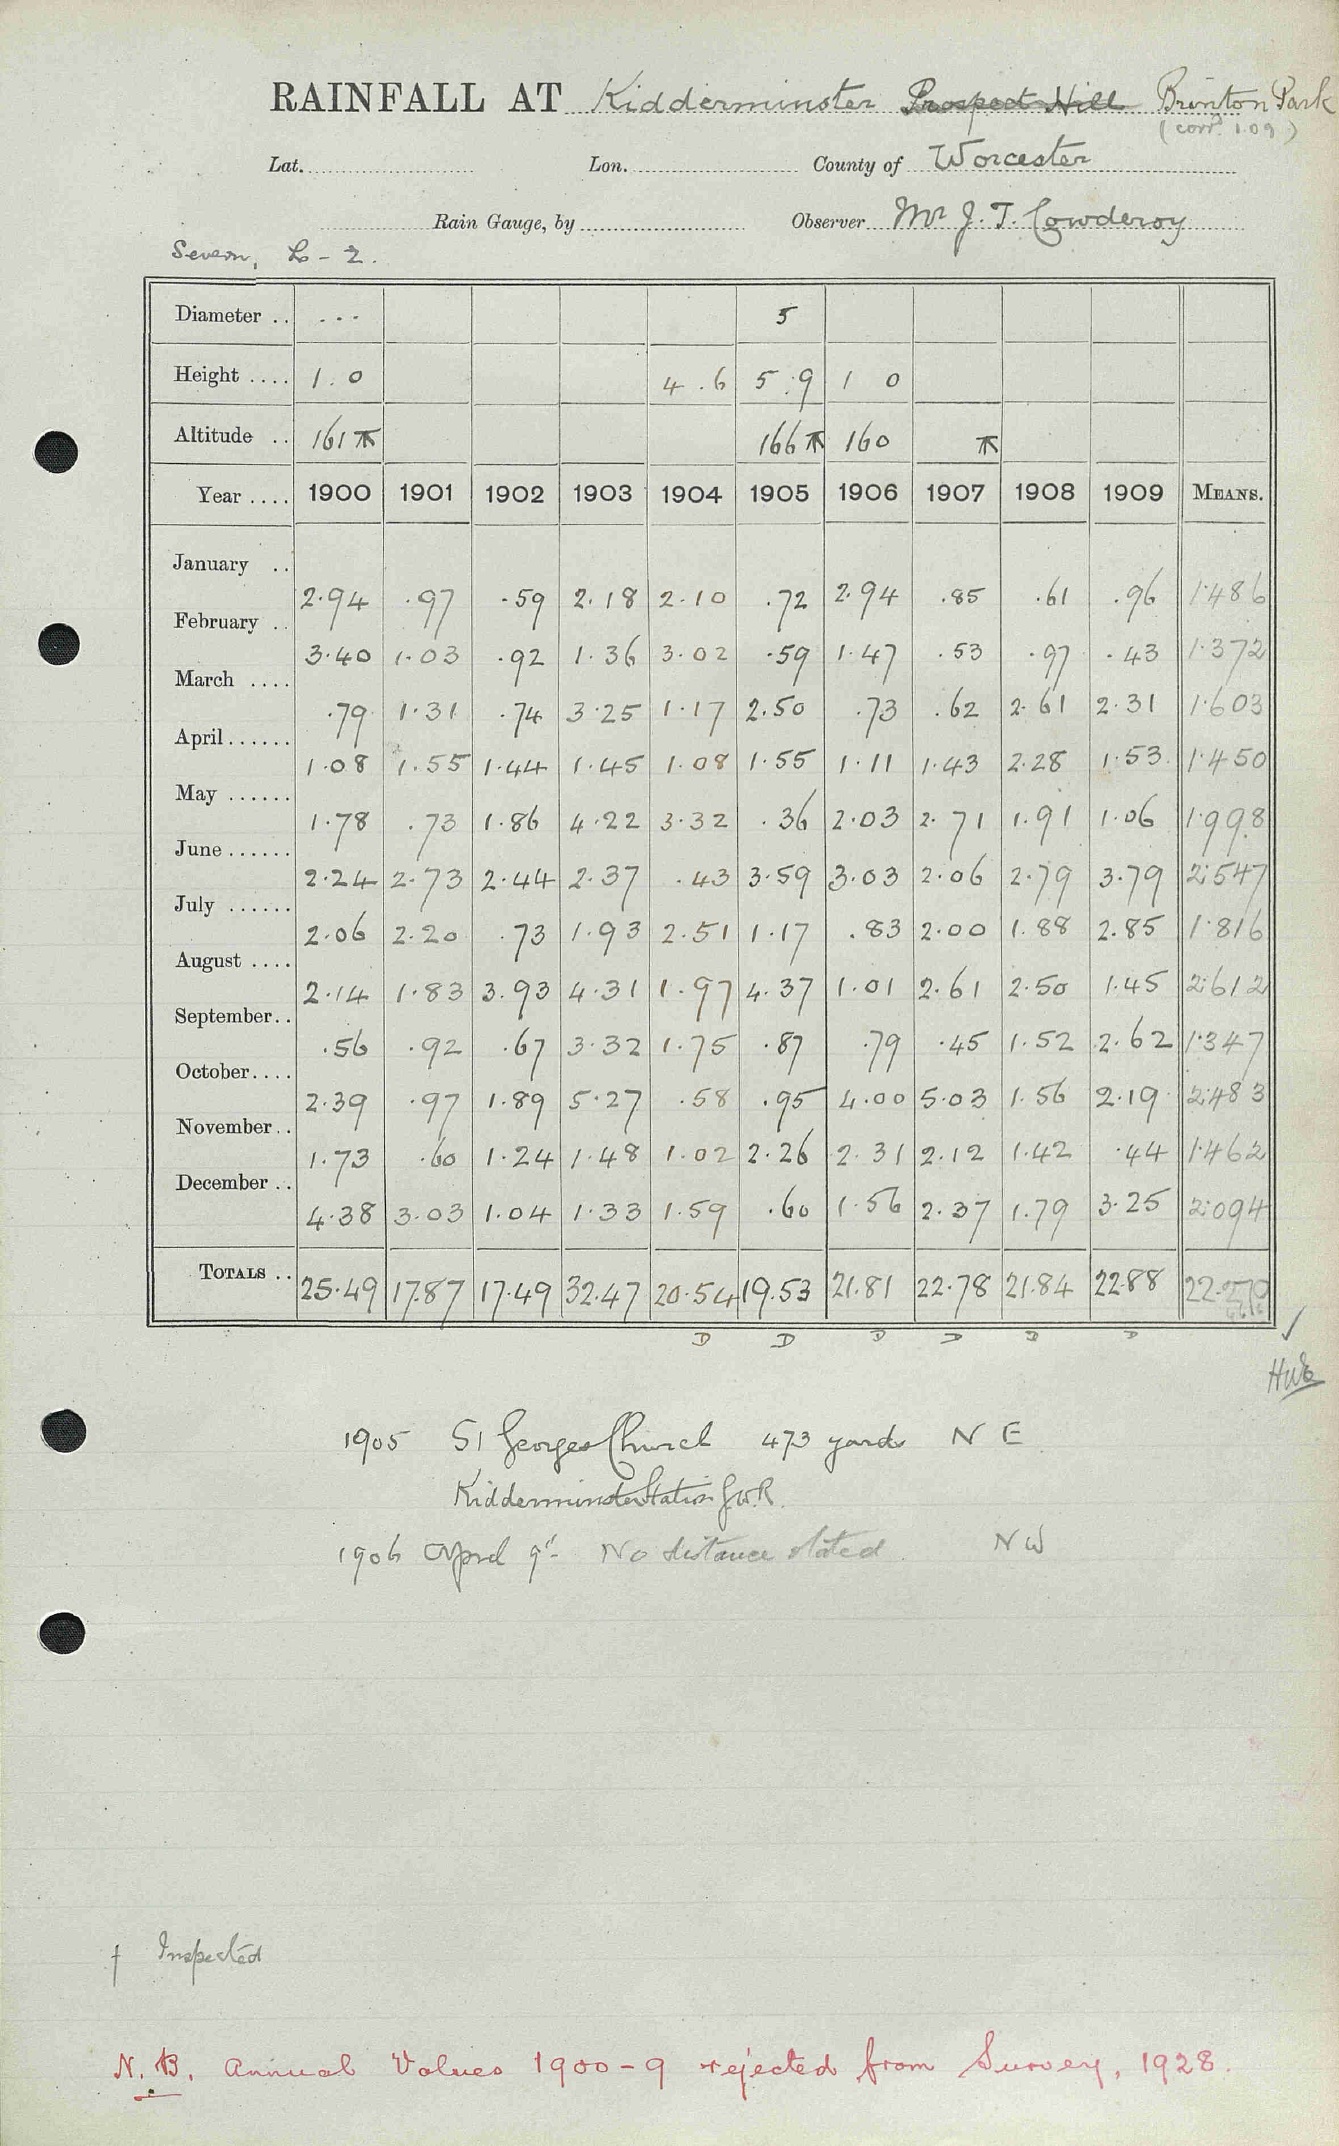 RAINFALL AT Kidderminster Prospect Hill Brinton Park
(corrd. 1.09)
Lat. Lon. County of Worcester
Rain Gauge, by Observer Mr J. T. Cowderoy
Severn, L - 2.
Diameter .. --- 5
Height .... 1.0 4.6 5.9 1 0
Altitude .. 161 166 160
Year .... 1900 1901 1902 1903 1904 1905 1906 1907 1908 1909 MEANS.
January .. 2.94 .97 .59 2.18 2.10 .72 2.94 .85 .61 .96 1.486
February .. 3.40 1.03 .92 1.36 3.02 .59 1.47 .53 .97 .43 1.372
March .... .79 1.31 .74 3.25 1.17 2.50 .73 .62 2.61 2.31 1.603
April ...... 1.08 1.55 1.44 1.45 1.08 1.55 1.11 1.43 2.28 1.53 1.450
May ...... 1.78 .73 1.86 4.22 3.32 .36 2.03 2.71 1.91 1.06 1.998
June ...... 2.24 2.73 2.44 2.37 .43 3.59 3.03 2.06 2.79 3.79 2.547
July ...... 2.06 2.20 .73 1.93 2.51 1.17 .83 2.00 1.88 2.85 1.816
August .... 2.14 1.83 3.93 4.31 1.97 4.37 1.01 2.61 2.50 1.45 2.612
September .. .56 .92 .67 3.32 1.75 .87 .79 .45 1.52 2.62 1.347
October .... 2.39 .97 1.89 5.27 .58 .95 4.00 5.03 1.56 2.19 2.483
November .. 1.73 .60 1.24 1.48 1.02 2.26 2.31 2.12 1.42 .44 1.462
December .. 4.38 3.03 1.04 1.33 1.59 .60 1.56 2.37 1.79 3.25 2.094
TOTALS .. 25.49 17.87 17.49 32.47 20.54 19.53 21.81 22.78 21.84 22.88 22.270
D D D D D D
1905 St Georges Church 473 yards N E
Kidderminster Station G.W.R.
1906 April 9th No distance stated N W
† Inspected
N.B. Annual Values 1900-9 rejected from Survey, 1928.